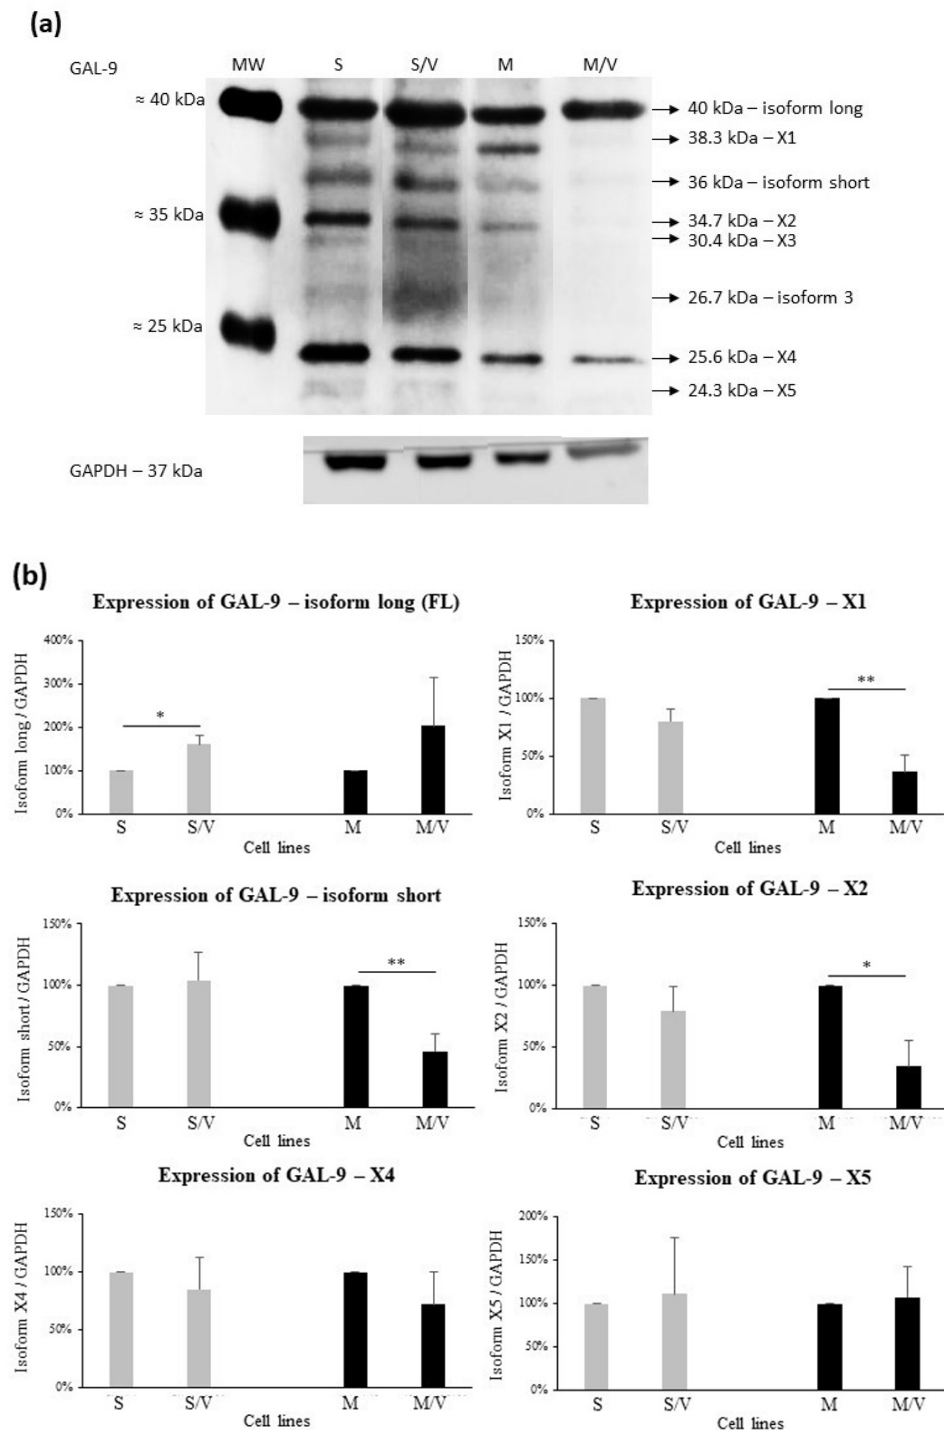 (a)
GAL-9 MW S S/V M M/V
≈ 40 kDa
≈ 35 kDa
≈ 25 kDa
40 kDa – isoform long
38.3 kDa – X1
36 kDa – isoform short
34.7 kDa – X2
30.4 kDa – X3
26.7 kDa – isoform 3
25.6 kDa – X4
24.3 kDa – X5
GAPDH – 37 kDa
(b)
Expression of GAL-9 – isoform long (FL)
Isoform long / GAPDH
400%
300%
200%
100%
0%
*
S S/V M M/V
Cell lines
Expression of GAL-9 – X1
Isoform X1 / GAPDH
150%
100%
50%
0%
**
S S/V M M/V
Cell lines
Expression of GAL-9 – isoform short
Isoform short / GAPDH
150%
100%
50%
0%
**
S S/V M M/V
Cell lines
Expression of GAL-9 – X2
Isoform X2 / GAPDH
150%
100%
50%
0%
*
S S/V M M/V
Cell lines
Expression of GAL-9 – X4
Isoform X4 / GAPDH
150%
100%
50%
0%
S S/V M M/V
Cell lines
Expression of GAL-9 – X5
Isoform X5 / GAPDH
200%
150%
100%
50%
0%
S S/V M M/V
Cell lines